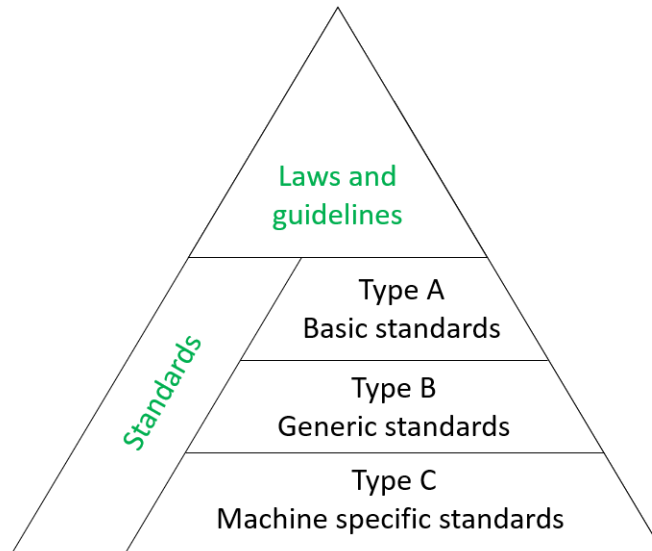 Laws and
guidelines
Standards
Type A
Basic standards
Type B
Generic standards
Type C
Machine specific standards